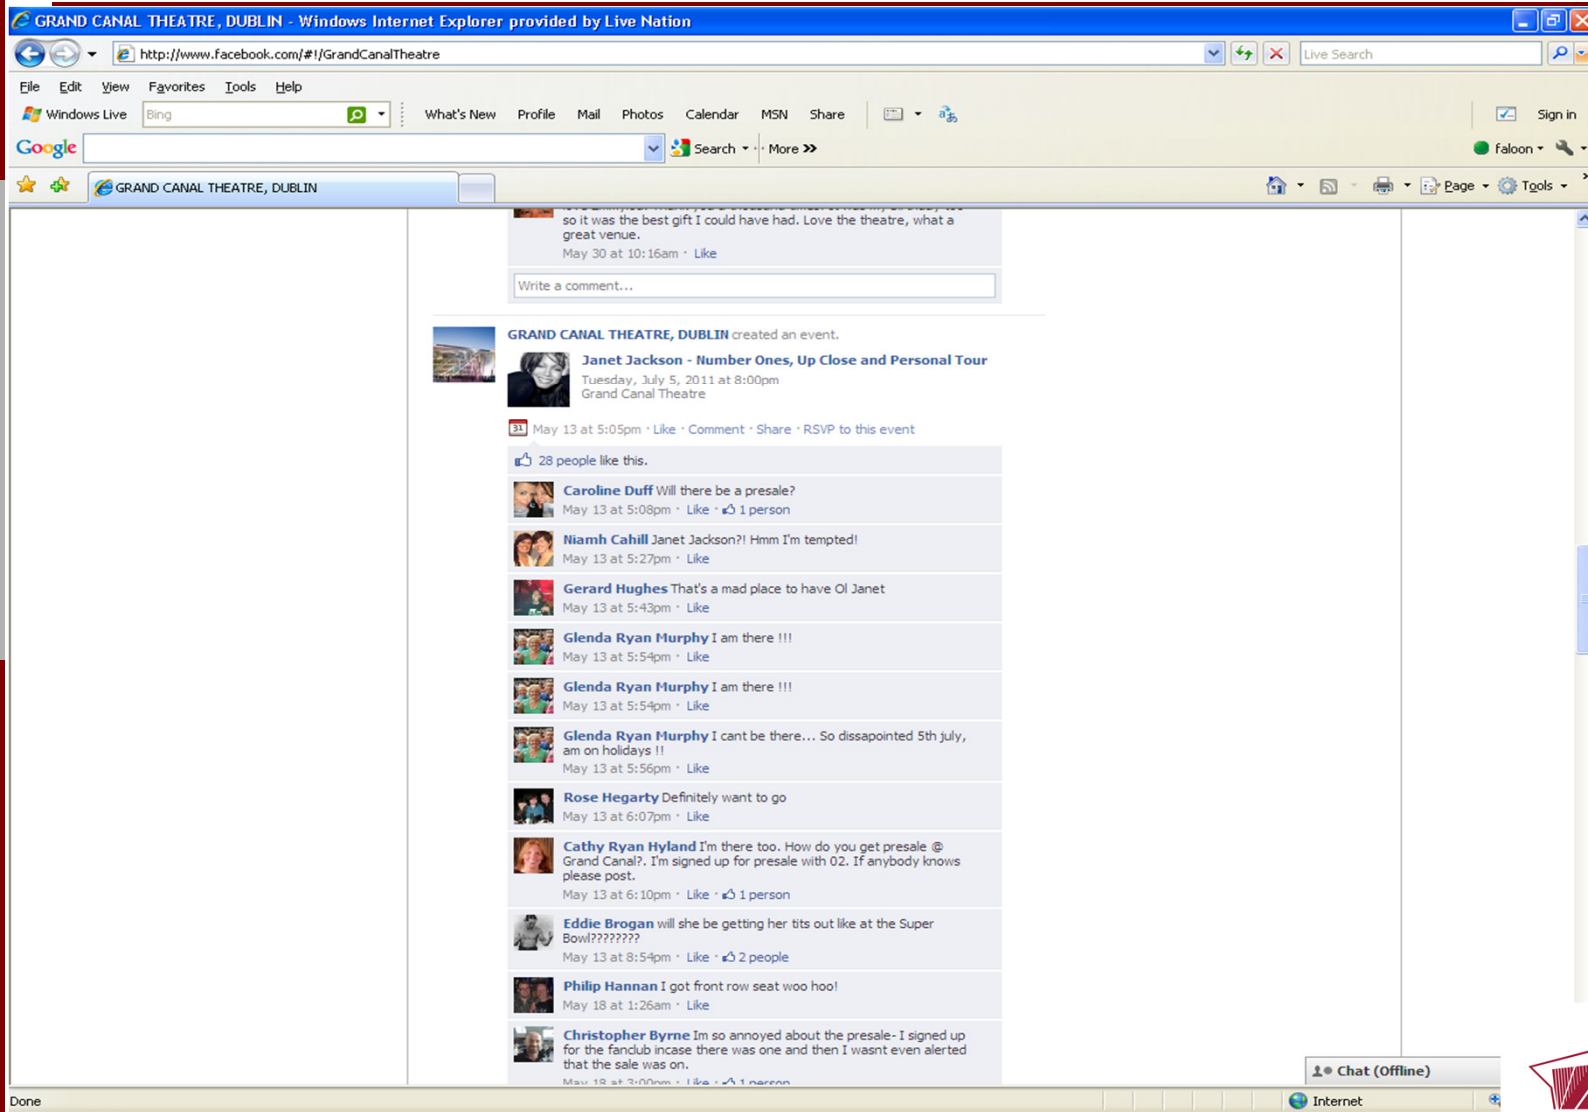 GRAND CANAL THEATRE, DUBLIN - Windows Internet Explorer provided by Live Nation
http://www.facebook.com/#!/GrandCanalTheatre
Live Search
File Edit View Favorites Tools Help
Windows Live Bing What's New Profile Mail Photos Calendar MSN Share Sign in
Google Search More >> faloon
GRAND CANAL THEATRE, DUBLIN Page Tools
so it was the best gift I could have had. Love the theatre, what a
great venue.
May 30 at 10:16am · Like
Write a comment...
GRAND CANAL THEATRE, DUBLIN created an event.
Janet Jackson - Number Ones, Up Close and Personal Tour
Tuesday, July 5, 2011 at 8:00pm
Grand Canal Theatre
31 May 13 at 5:05pm · Like · Comment · Share · RSVP to this event
28 people like this.
Caroline Duff Will there be a presale?
May 13 at 5:08pm · Like · 1 person
Niamh Cahill Janet Jackson?! Hmm I'm tempted!
May 13 at 5:27pm · Like
Gerard Hughes That's a mad place to have Ol Janet
May 13 at 5:43pm · Like
Glenda Ryan Murphy I am there !!!
May 13 at 5:54pm · Like
Glenda Ryan Murphy I am there !!!
May 13 at 5:54pm · Like
Glenda Ryan Murphy I cant be there... So dissapointed 5th july,
am on holidays !!
May 13 at 5:56pm · Like
Rose Hegarty Definitely want to go
May 13 at 6:07pm · Like
Cathy Ryan Hyland I'm there too. How do you get presale @
Grand Canal?. I'm signed up for presale with 02. If anybody knows
please post.
May 13 at 6:10pm · Like · 1 person
Eddie Brogan will she be getting her tits out like at the Super
Bowl????????
May 13 at 8:54pm · Like · 2 people
Philip Hannan I got front row seat woo hoo!
May 18 at 1:26am · Like
Christopher Byrne Im so annoyed about the presale- I signed up
for the fanclub incase there was one and then I wasnt even alerted
that the sale was on.
May 18 at 3:00pm · Like · 1 person
Chat (Offline)
Done Internet